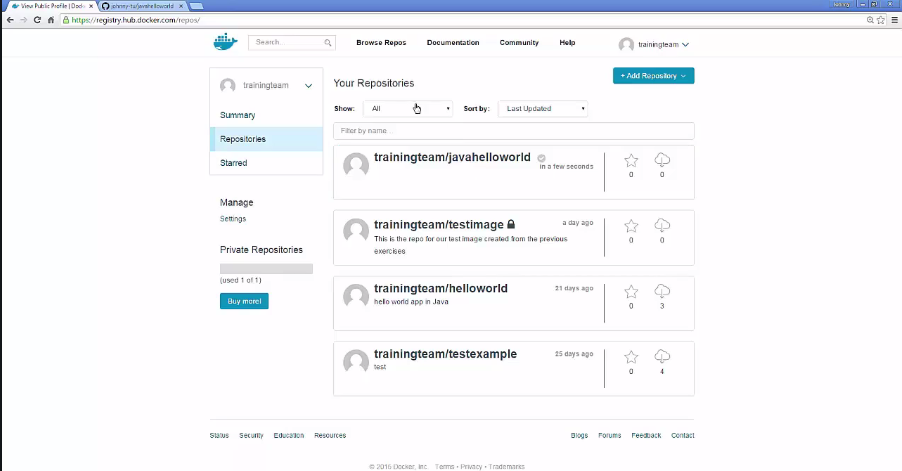 View Public Profile | Dock
johnny-tu/javahelloworld
https://registry.hub.docker.com/repos/
Search...
Browse Repos
Documentation
Community
Help
trainingteam
trainingteam
Summary
Repositories
Starred
Manage
Settings
Private Repositories
(used 1 of 1)
Buy more!
Your Repositories
+ Add Repository
Show: All
Sort by: Last Updated
Filter by name ...
trainingteam/javahelloworld
in a few seconds
0 0
trainingteam/testimage
a day ago
This is the repo for our test image created from the previous
exercises
0 0
trainingteam/helloworld
21 days ago
hello world app in Java
0 3
trainingteam/testexample
25 days ago
test
0 4
Status Security Education Resources
Blogs Forums Feedback Contact
© 2015 Docker, Inc Terms • Privacy • Trademarks